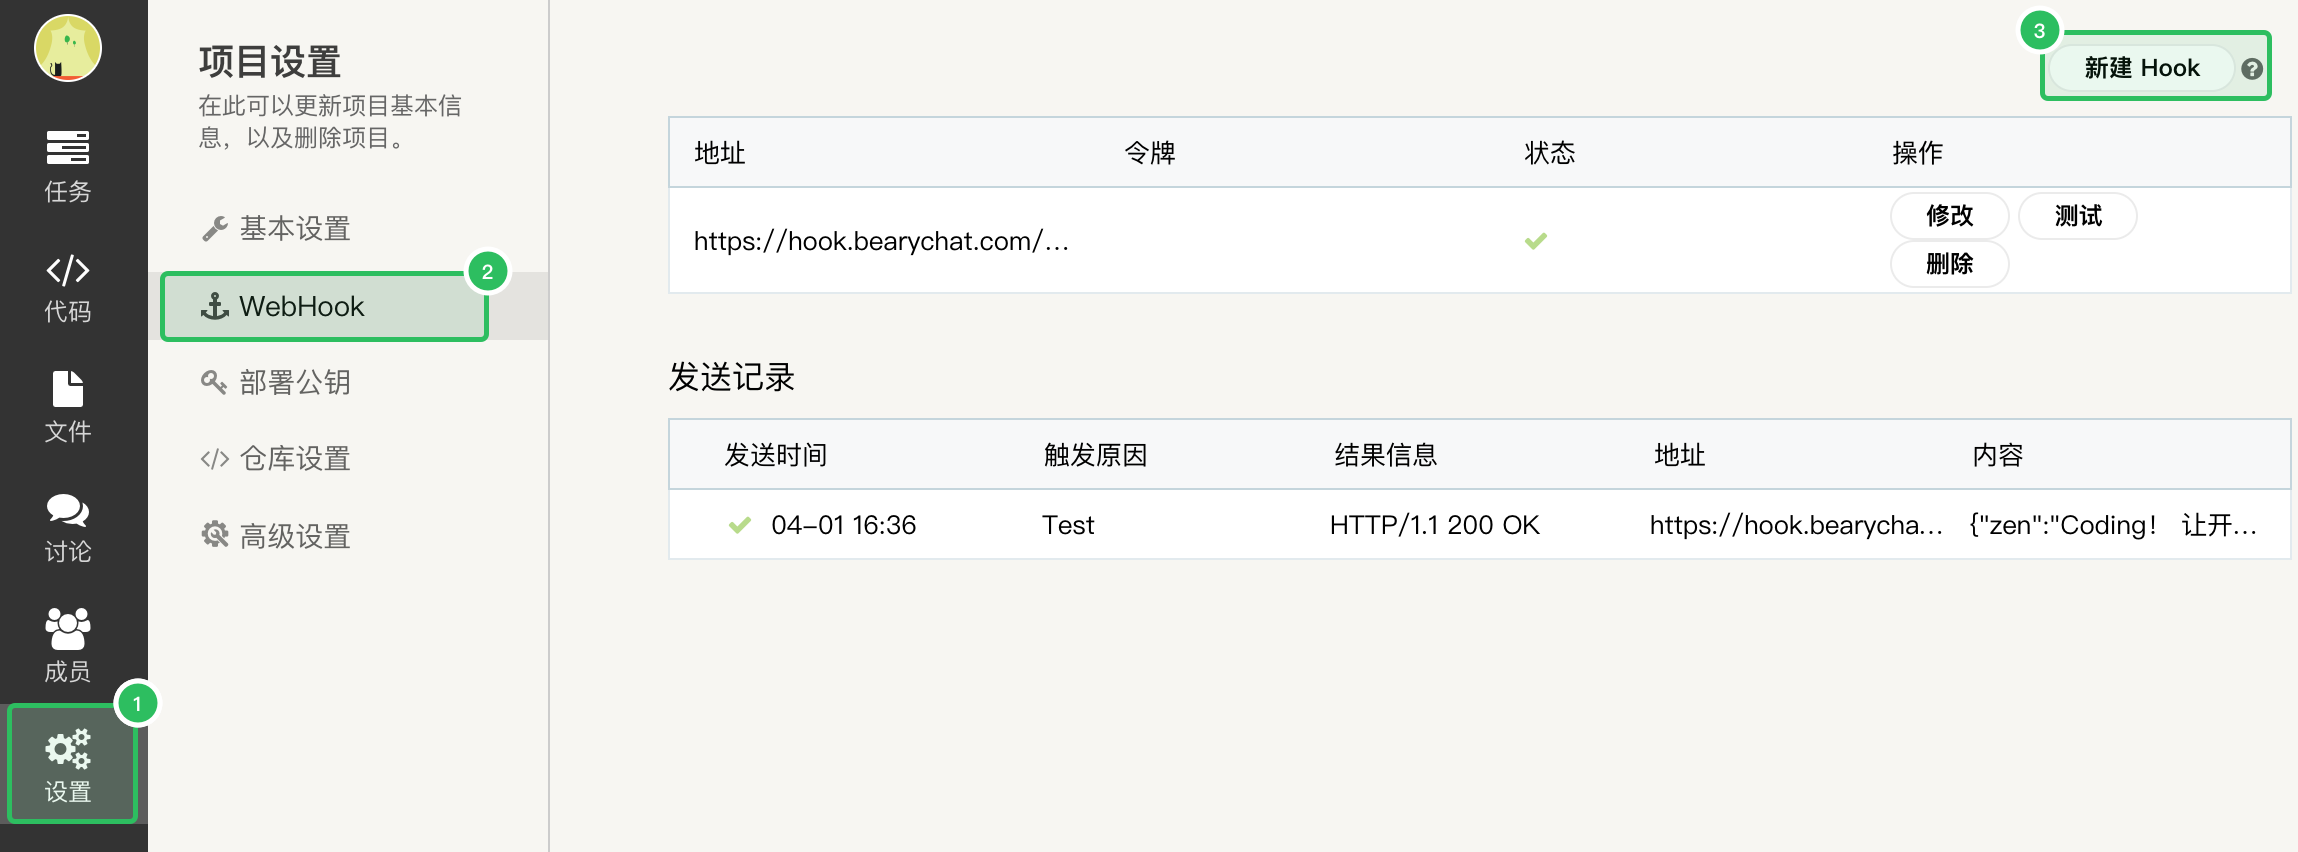 任务
代码
文件
讨论
成员
1
设置
项目设置
在此可以更新项目基本信
息，以及删除项目。
基本设置
2
WebHook
部署公钥
仓库设置
高级设置
3
新建 Hook
地址 令牌 状态 操作
https://hook.bearychat.com/... 修改 测试
删除
发送记录
发送时间 触发原因 结果信息 地址 内容
04-01 16:36 Test HTTP/1.1 200 OK https://hook.bearycha... {"zen":"Coding！ 让开...